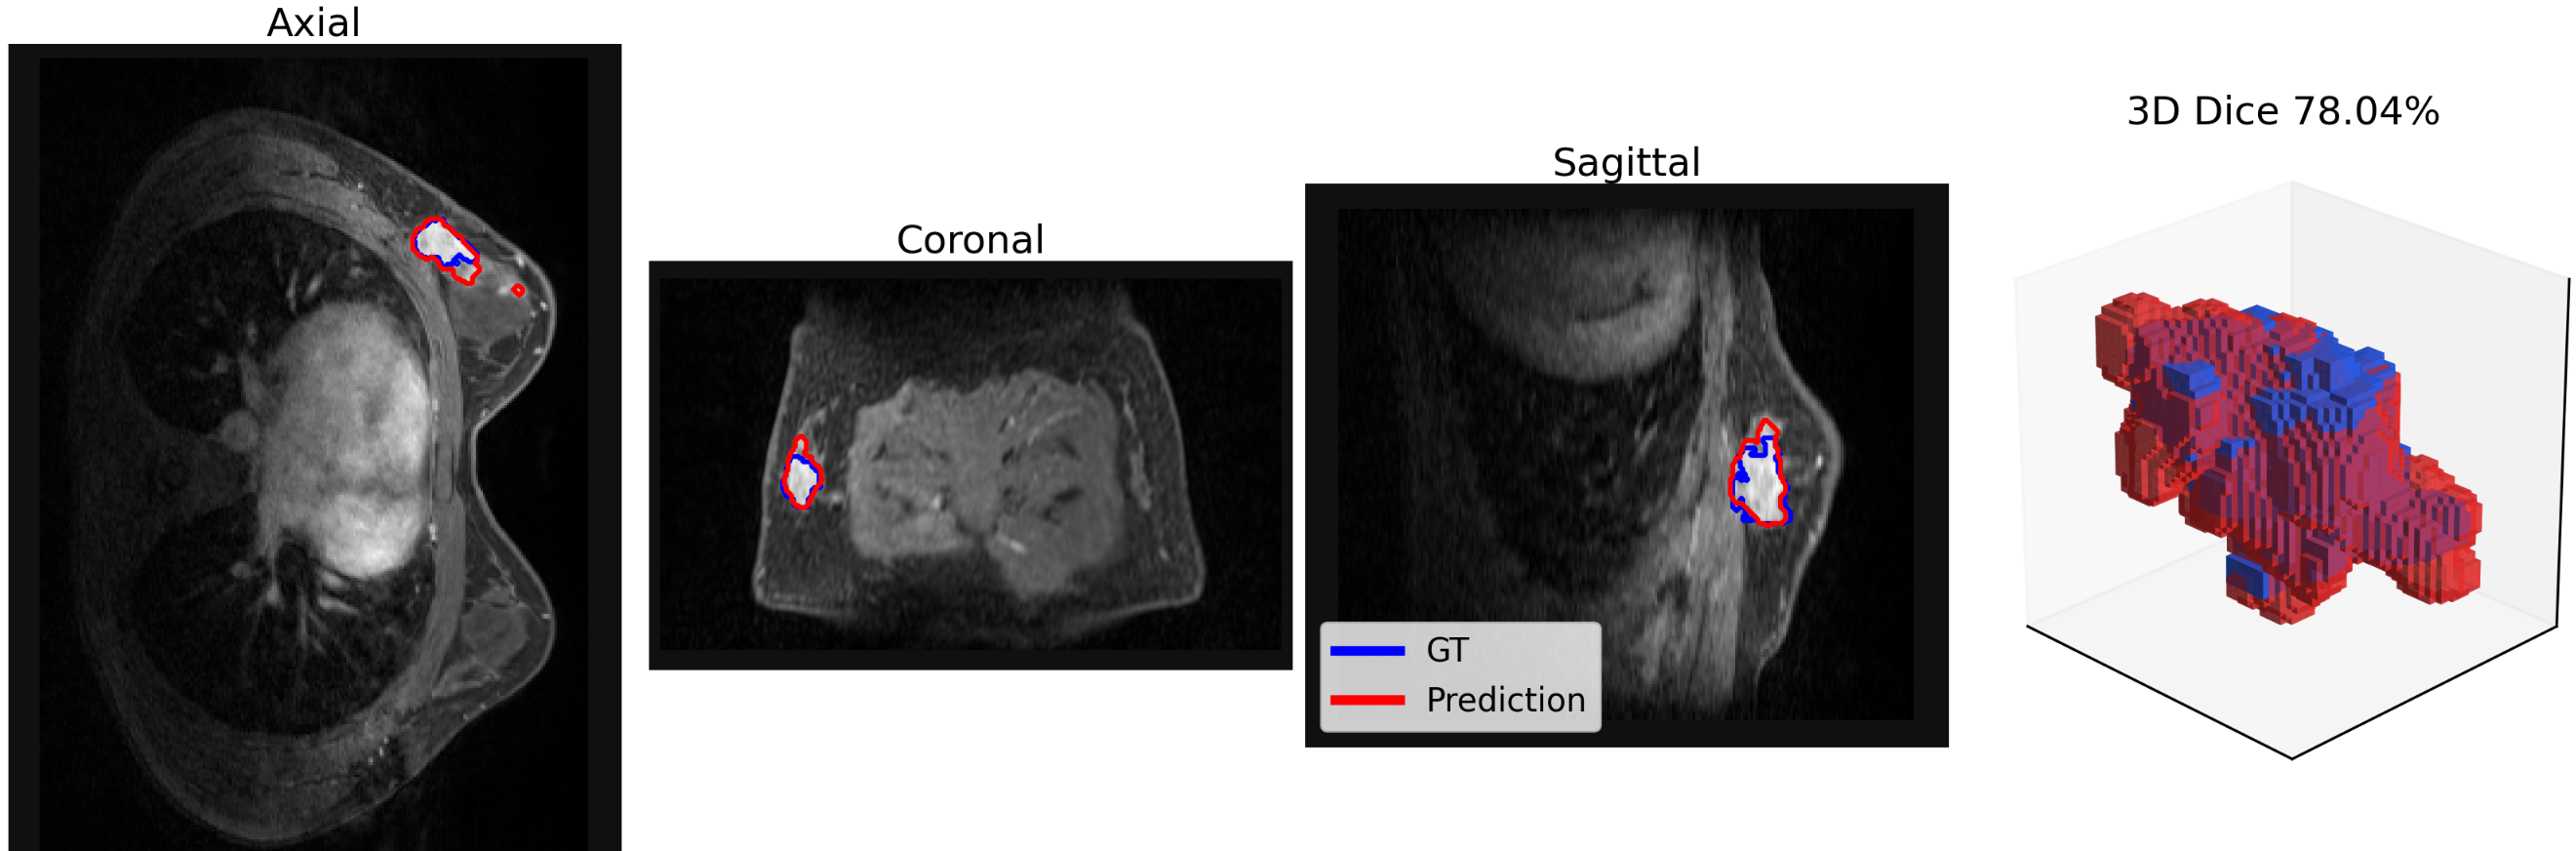 Axial
Coronal
Sagittal
3D Dice 78.04%
GT
Prediction